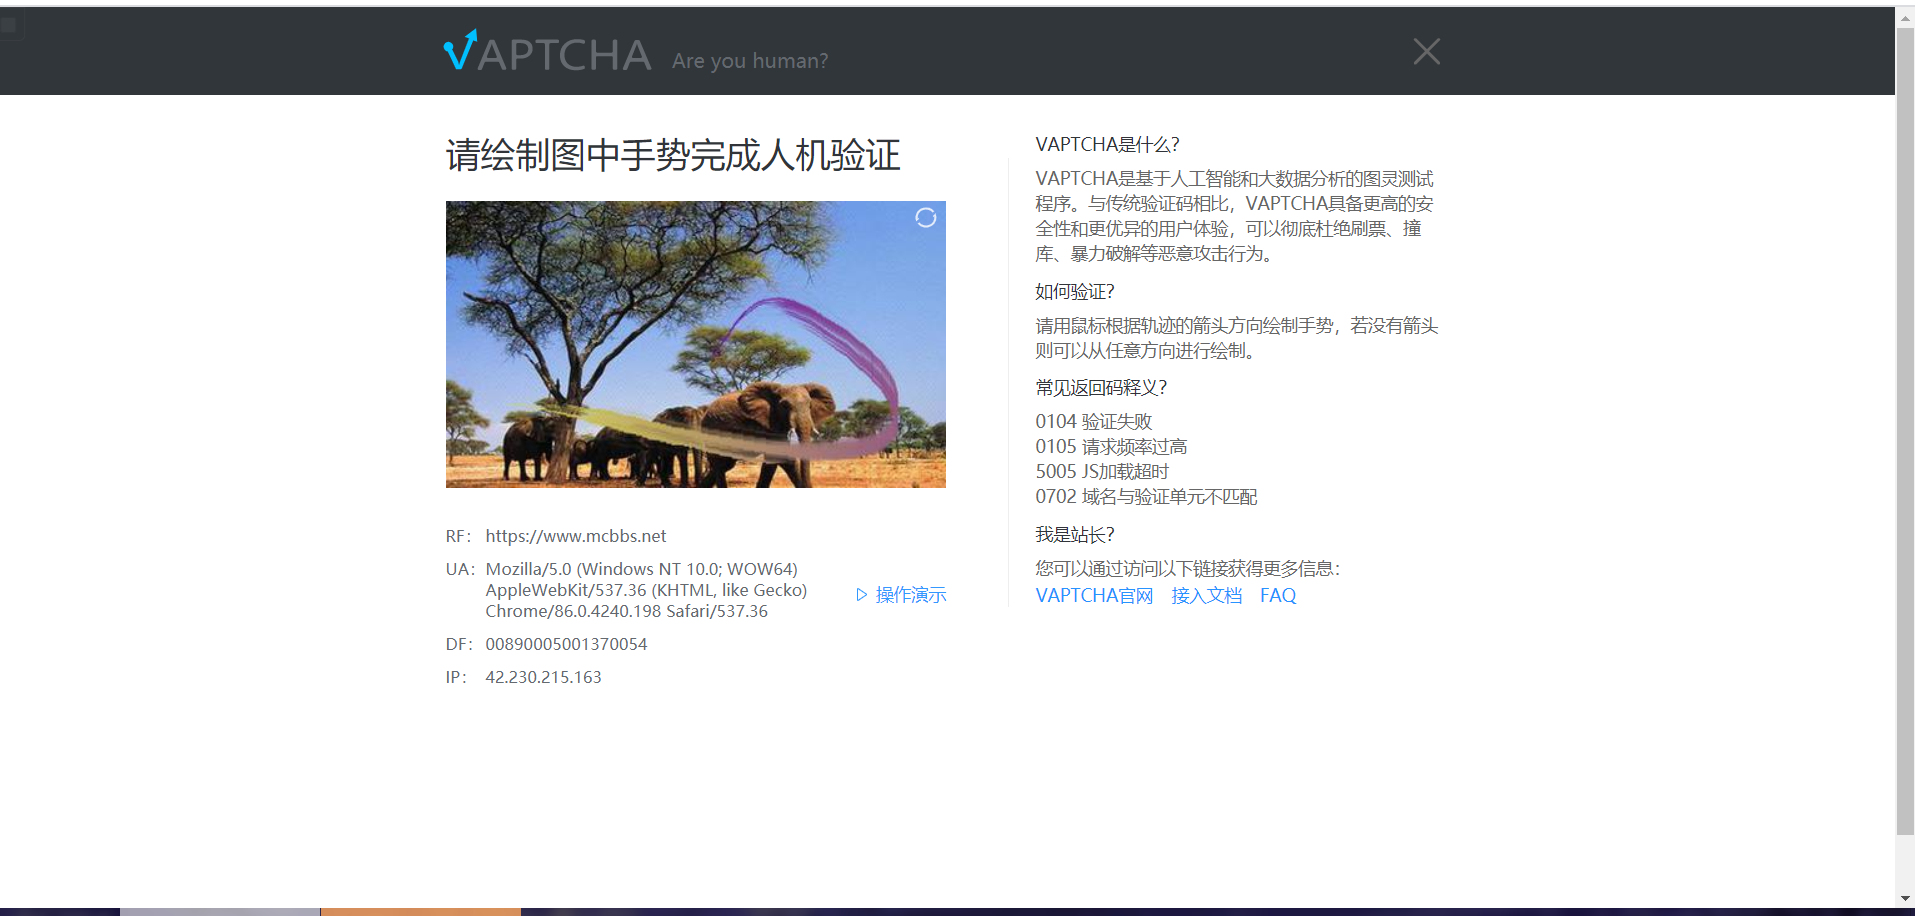 VAPTCHA Are you human?
请绘制图中手势完成人机验证
RF: https://www.mcbbs.net
UA: Mozilla/5.0 (Windows NT 10.0; WOW64)
AppleWebKit/537.36 (KHTML, like Gecko)
Chrome/86.0.4240.198 Safari/537.36
▷ 操作演示
DF: 00890005001370054
IP: 42.230.215.163
VAPTCHA是什么?
VAPTCHA是基于人工智能和大数据分析的图灵测试
程序。与传统验证码相比，VAPTCHA具备更高的安
全性和更优异的用户体验，可以彻底杜绝刷票、撞
库、暴力破解等恶意攻击行为。
如何验证?
请用鼠标根据轨迹的箭头方向绘制手势，若没有箭头
则可以从任意方向进行绘制。
常见返回码释义?
0104 验证失败
0105 请求频率过高
5005 JS加载超时
0702 域名与验证单元不匹配
我是站长?
您可以通过访问以下链接获得更多信息：
VAPTCHA官网 接入文档 FAQ